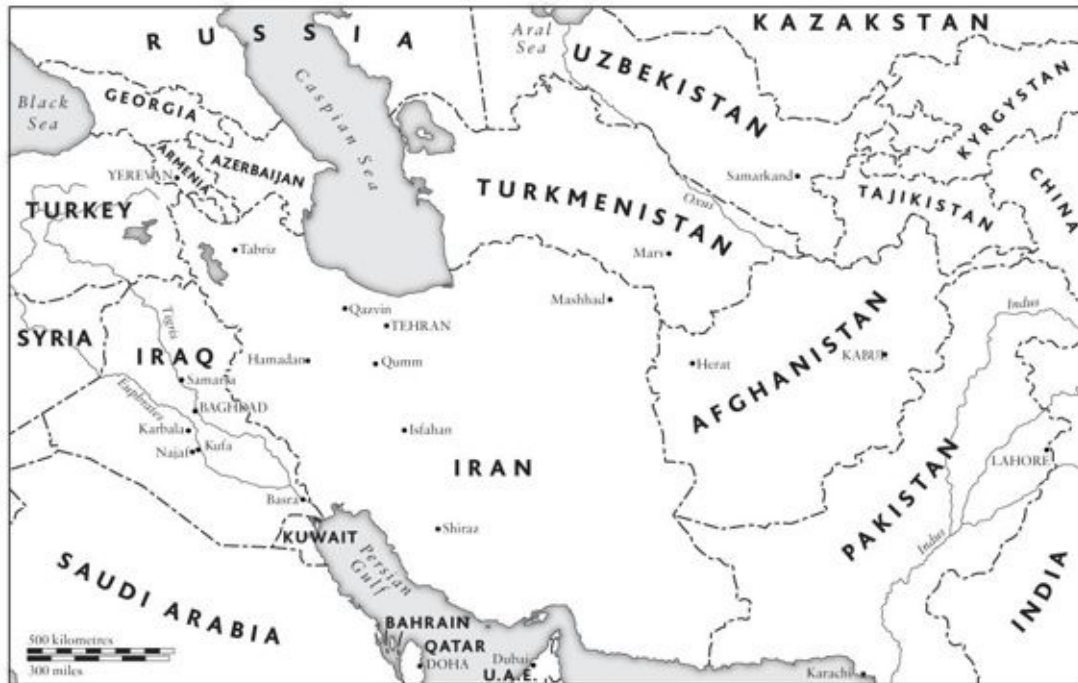 RUSSIA
KAZAKSTAN
Aral
Sea
UZBEKISTAN
KYRGYSTAN
Black
Sea
GEORGIA
Caspian Sea
ARMENIA
AZERBAIJAN
YEREVAN
Samarkand
TAJIKISTAN
CHINA
TURKEY
TURKMENISTAN
Oxus
Tabriz
Marv
Mashhad
Qazvin
TEHRAN
Indus
SYRIA
Tigris
IRAQ
Hamadan
Qumm
Herat
AFGHANISTAN
KABUL
Samarra
Euphrates
BAGHDAD
Karbala
Kufa
Najaf
Isfahan
IRAN
PAKISTAN
LAHORE
Basra
Shiraz
Indus
KUWAIT
Persian
Gulf
SAUDI ARABIA
INDIA
BAHRAIN
QATAR
DOHA
Dubai
U.A.E.
Karachi
500 kilometres
300 miles